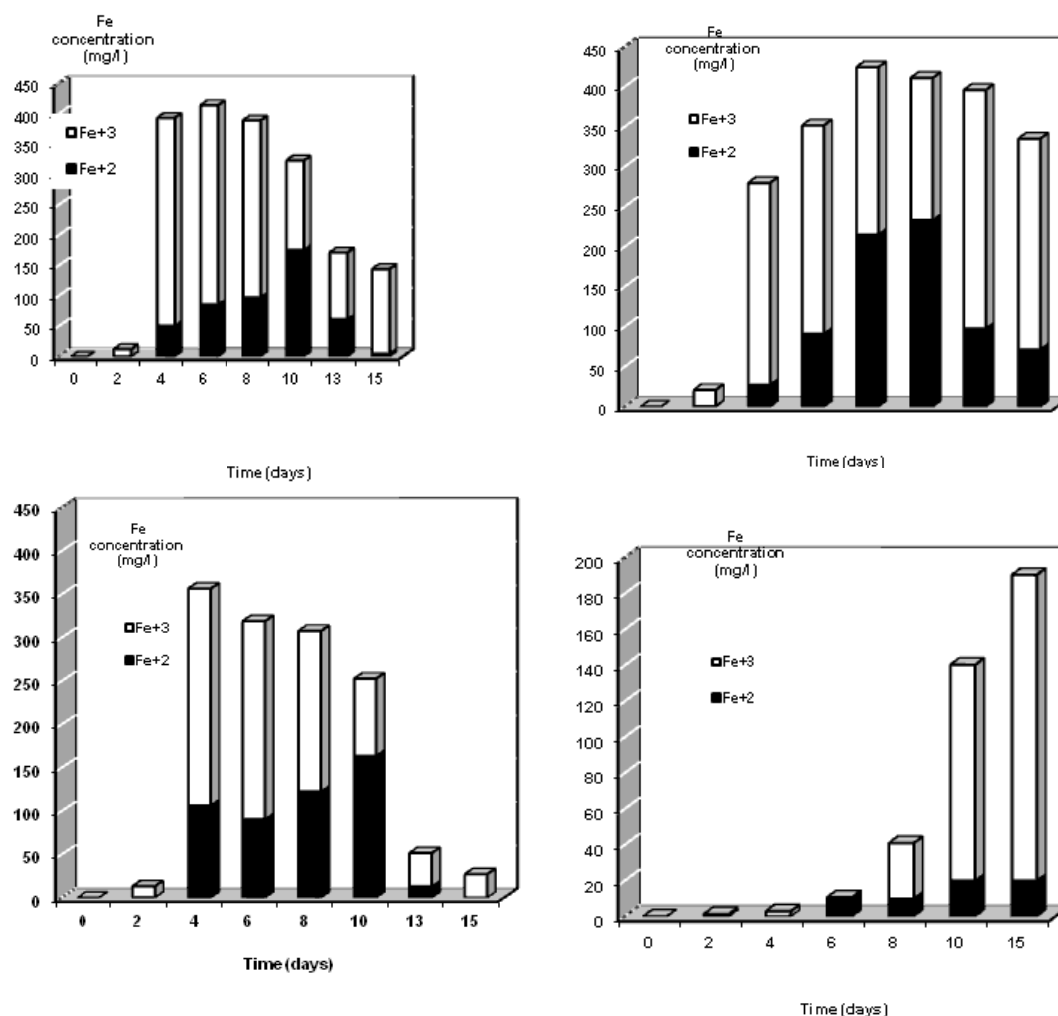 Fe
concentration
(mg/l)
450
400
350
300
250
200
150
100
50
0
Fe+3
Fe+2
0 2 4 6 8 10 13 15
Time (days)
Fe
concentration
(mg/l)
450
400
350
300
250
200
150
100
50
0
Fe+3
Fe+2
Time (days)
Fe
concentration
(mg/l)
450
400
350
300
250
200
150
100
50
0
Fe+3
Fe+2
0 2 4 6 8 10 13 15
Time (days)
Fe
concentration
(mg/l)
200
180
160
140
120
100
80
60
40
20
0
Fe+3
Fe+2
0 2 4 6 8 10 15
Time (days)